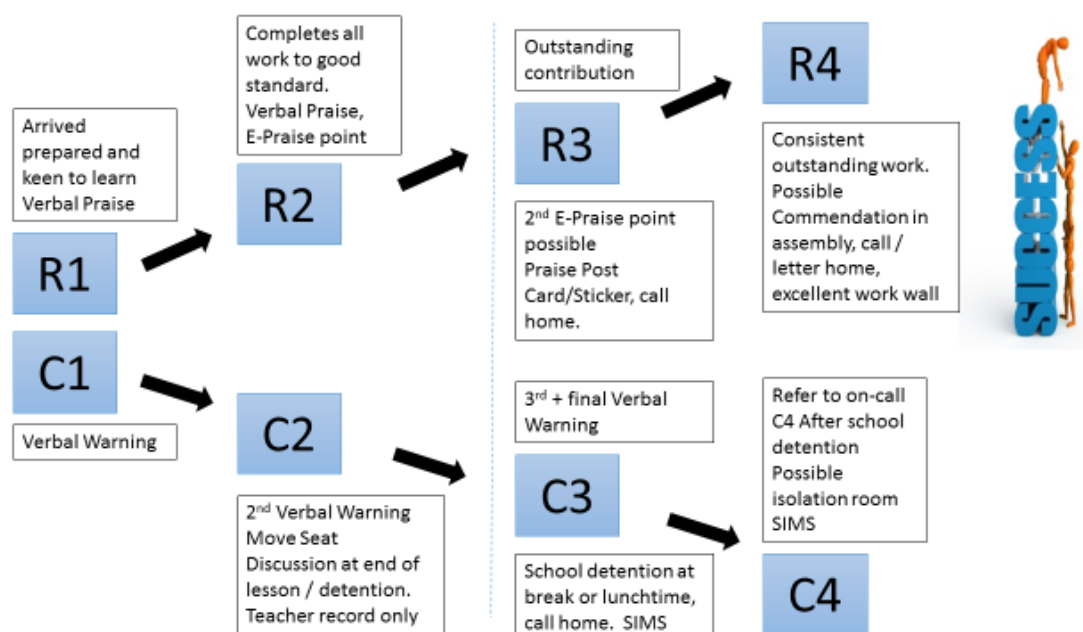 Arrived
prepared and
keen to learn
Verbal Praise
R1
Completes all
work to good
standard.
Verbal Praise,
E-Praise point
R2
Outstanding
contribution
R3
2nd E-Praise point
possible
Praise Post
Card/Sticker, call
home.
R4
Consistent
outstanding work.
Possible
Commendation in
assembly, call /
letter home,
excellent work wall
SUCCESS
C1
Verbal Warning
C2
2nd Verbal Warning
Move Seat
Discussion at end of
lesson / detention.
Teacher record only
3rd + final Verbal
Warning
C3
School detention at
break or lunchtime,
call home. SIMS
Refer to on-call
C4 After school
detention
Possible
isolation room
SIMS
C4